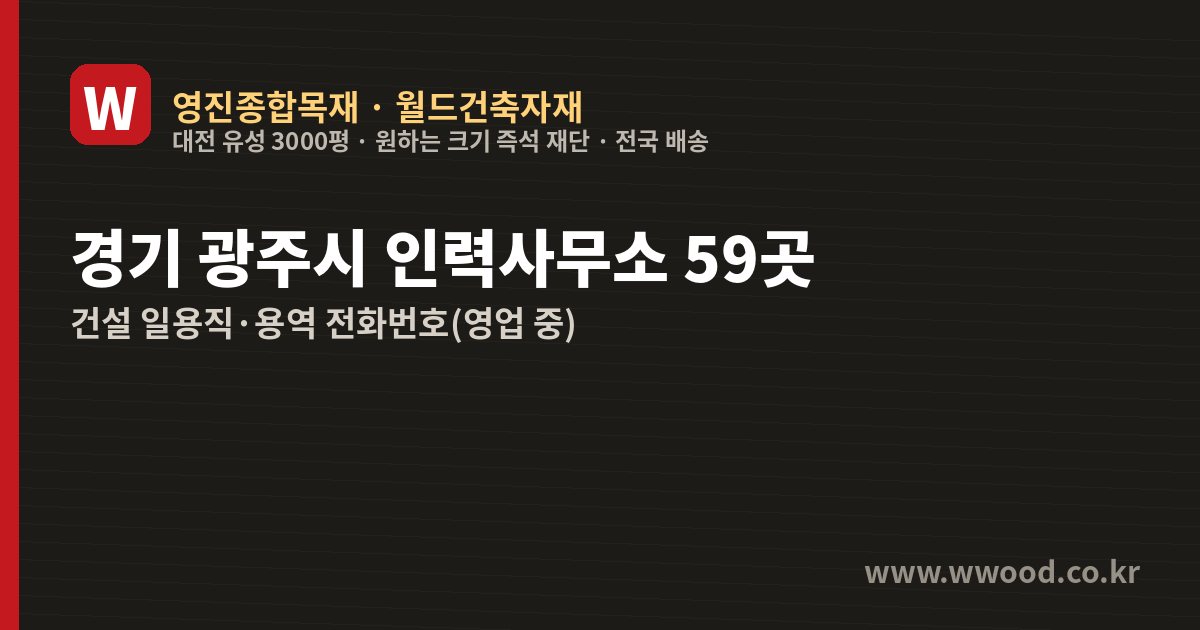 W
영진종합목재 · 월드건축자재
대전 유성 3000평 · 원하는 크기 즉석 재단 · 전국 배송
경기 광주시 인력사무소 59곳
건설 일용직·용역 전화번호(영업 중)
www.wwood.co.kr